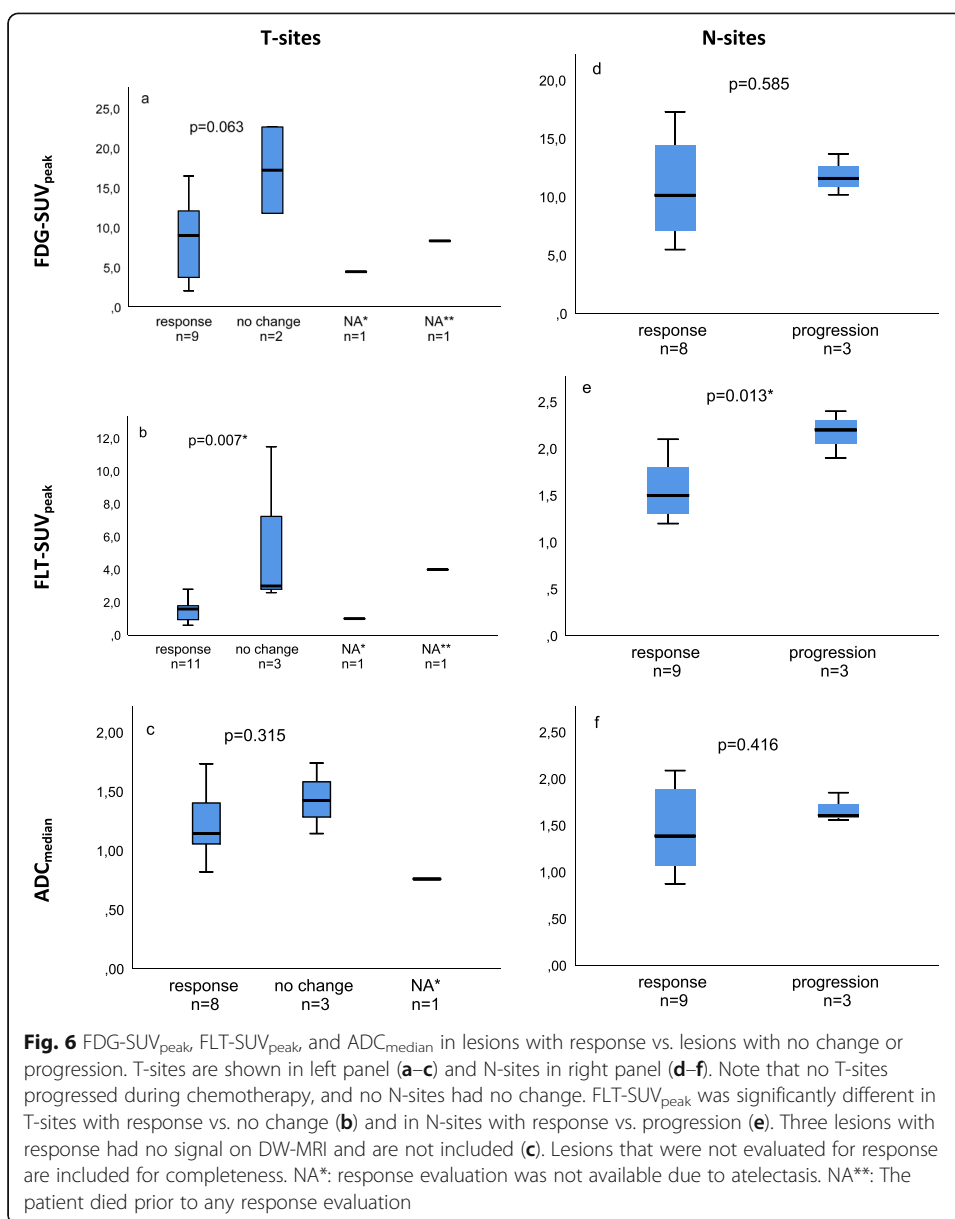 T-sites
N-sites
FDG-SUVpeak
a
25,0
20,0
15,0
10,0
5,0
,0
p=0.063
response
n=9
no change
n=2
NA*
n=1
NA**
n=1
d
20,0
15,0
10,0
5,0
,0
p=0.585
response
n=8
progression
n=3
FLT-SUVpeak
b
12,0
10,0
8,0
6,0
4,0
2,0
,0
p=0.007*
response
n=11
no change
n=3
NA*
n=1
NA**
n=1
e
2,5
2,0
1,5
1,0
,5
,0
p=0.013*
response
n=9
progression
n=3
ADCmedian
c
2,00
1,50
1,00
,50
,00
p=0.315
response
n=8
no change
n=3
NA*
n=1
f
2,50
2,00
1,50
1,00
,50
,00
p=0.416
response
n=9
progression
n=3
Fig. 6 FDG-SUVpeak, FLT-SUVpeak, and ADCmedian in lesions with response vs. lesions with no change or
progression. T-sites are shown in left panel (a–c) and N-sites in right panel (d–f). Note that no T-sites
progressed during chemotherapy, and no N-sites had no change. FLT-SUVpeak was significantly different in
T-sites with response vs. no change (b) and in N-sites with response vs. progression (e). Three lesions with
response had no signal on DW-MRI and are not included (c). Lesions that were not evaluated for response
are included for completeness. NA*: response evaluation was not available due to atelectasis. NA**: The
patient died prior to any response evaluation